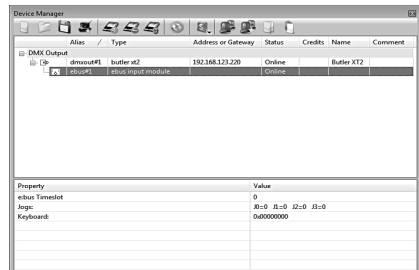 Device Manager
Alias / Type Address or Gateway Status Credits Name Comment
DMX Output
dmxout#1 butler xt2 192.168.123.220 Online Butler XT2
ebus#1 ebus input module Online
Property Value
e:bus Timeslot 0
Jogs: J0=0 J1=0 J2=0 J3=0
Keyboard: 0x00000000